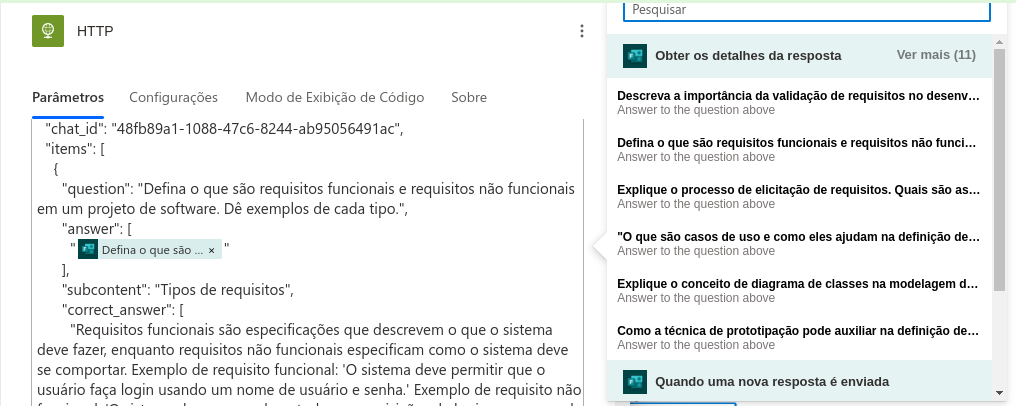 HTTP
Parâmetros
Configurações
Modo de Exibição de Código
Sobre
"chat_id": "48fb89a1-1088-47c6-8244-ab95056491ac",
"items": [
{
"question": "Defina o que são requisitos funcionais e requisitos não funcionais
em um projeto de software. Dê exemplos de cada tipo.",
"answer": [
" Defina o que são ... × "
],
"subcontent": "Tipos de requisitos",
"correct_answer": [
"Requisitos funcionais são especificações que descrevem o que o sistema
deve fazer, enquanto requisitos não funcionais especificam como o sistema deve
se comportar. Exemplo de requisito funcional: 'O sistema deve permitir que o
usuário faça login usando um nome de usuário e senha.' Exemplo de requisito não
Pesquisar
Obter os detalhes da resposta
Ver mais (11)
Descreva a importância da validação de requisitos no desenv...
Answer to the question above
Defina o que são requisitos funcionais e requisitos não funci...
Answer to the question above
Explique o processo de elicitação de requisitos. Quais são as...
Answer to the question above
"O que são casos de uso e como eles ajudam na definição de...
Answer to the question above
Explique o conceito de diagrama de classes na modelagem d...
Answer to the question above
Como a técnica de prototipação pode auxiliar na definição de...
Answer to the question above
Quando uma nova resposta é enviada